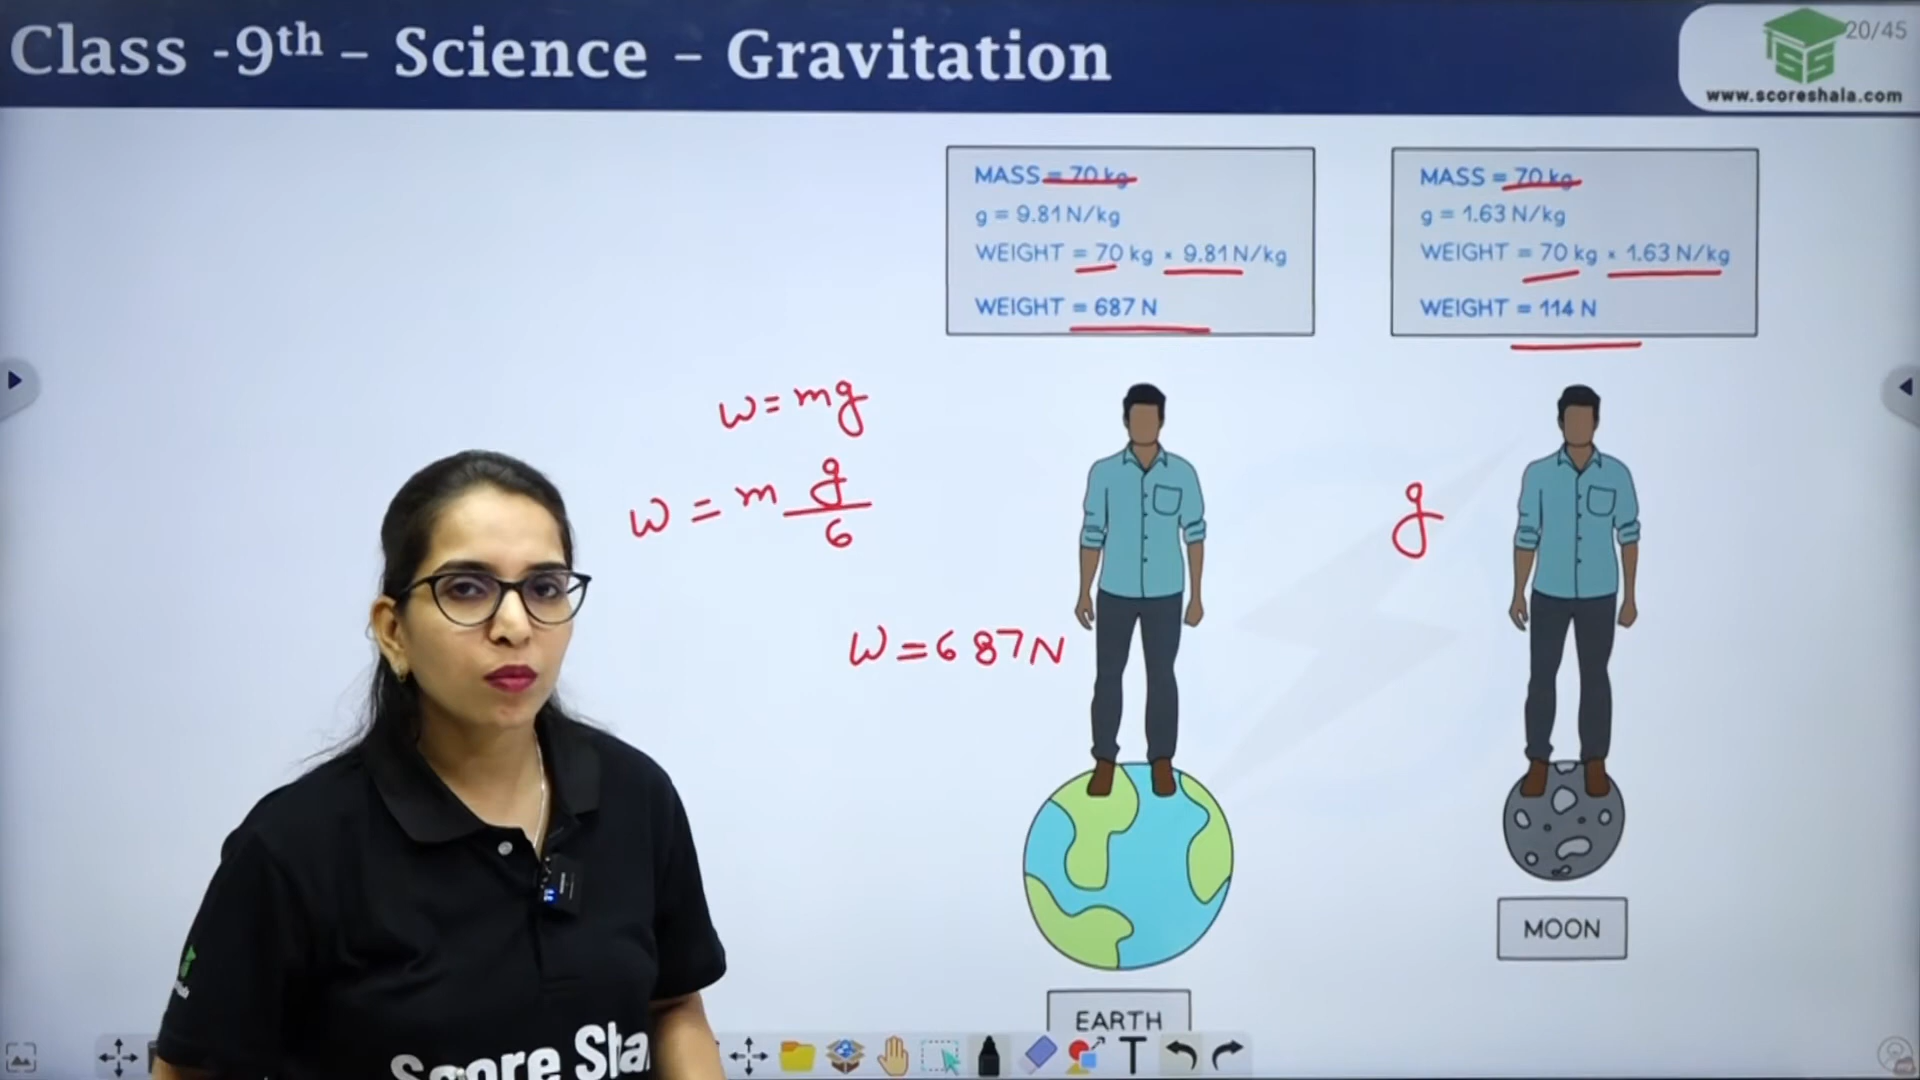 Class -9th – Science – Gravitation
20/45
SS
www.scoreshala.com
MASS = 70 kg
g = 9.81 N/kg
WEIGHT = 70 kg × 9.81 N/kg
WEIGHT = 687 N
MASS = 70 kg
g = 1.63 N/kg
WEIGHT = 70 kg × 1.63 N/kg
WEIGHT = 114 N
W = mg
W = m g/6
g
W = 687 N
MOON
EARTH
Score Sha
T